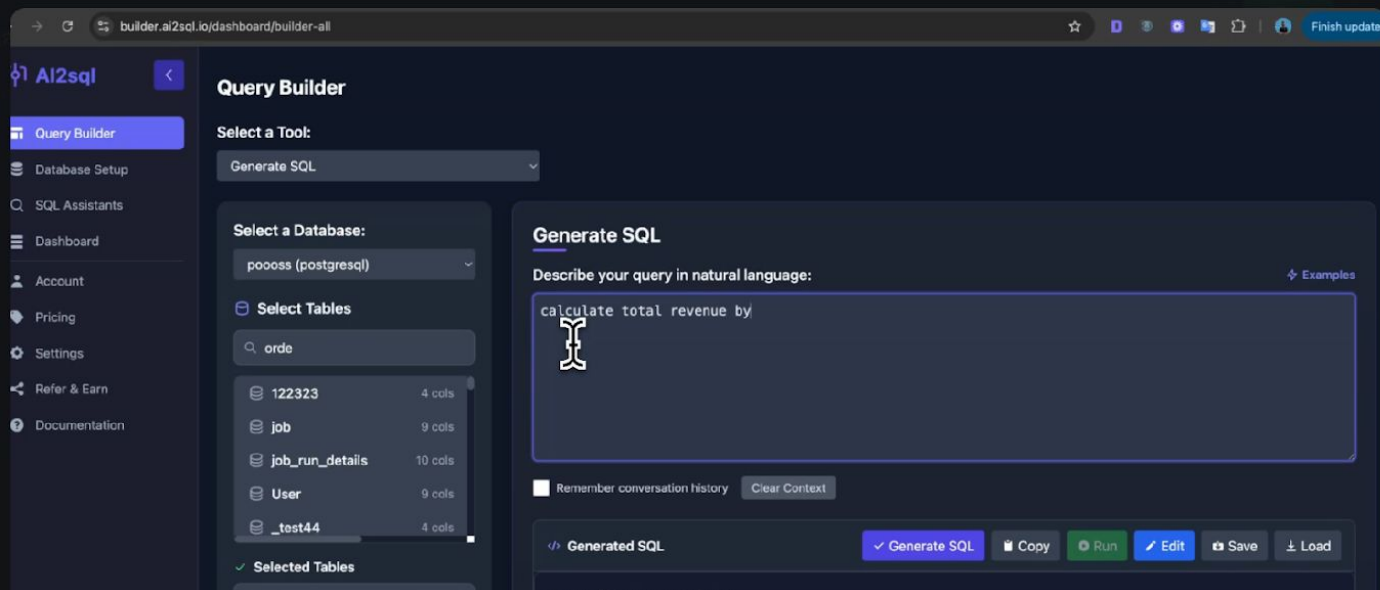 builder.ai2sql.io/dashboard/builder-all
Finish update
AI2sql
Query Builder
Database Setup
SQL Assistants
Dashboard
Account
Pricing
Settings
Refer & Earn
Documentation
Query Builder
Select a Tool:
Generate SQL
Select a Database:
poooss (postgresql)
Select Tables
orde
122323 4 cols
job 9 cols
job_run_details 10 cols
User 9 cols
_test44 4 cols
Selected Tables
Generate SQL
Describe your query in natural language:
Examples
calculate total revenue by
Remember conversation history
Clear Context
</> Generated SQL
Generate SQL
Copy
Run
Edit
Save
Load